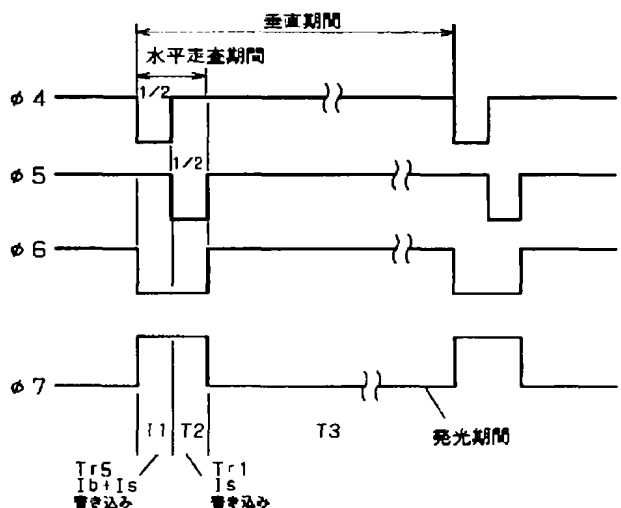 垂直期間
水平走査期間
φ4
1/2
1/2
φ5
φ6
φ7
T1
T2
T3
発光期間
Tr5
Ib+Is
書き込み
Tr1
Is
書き込み